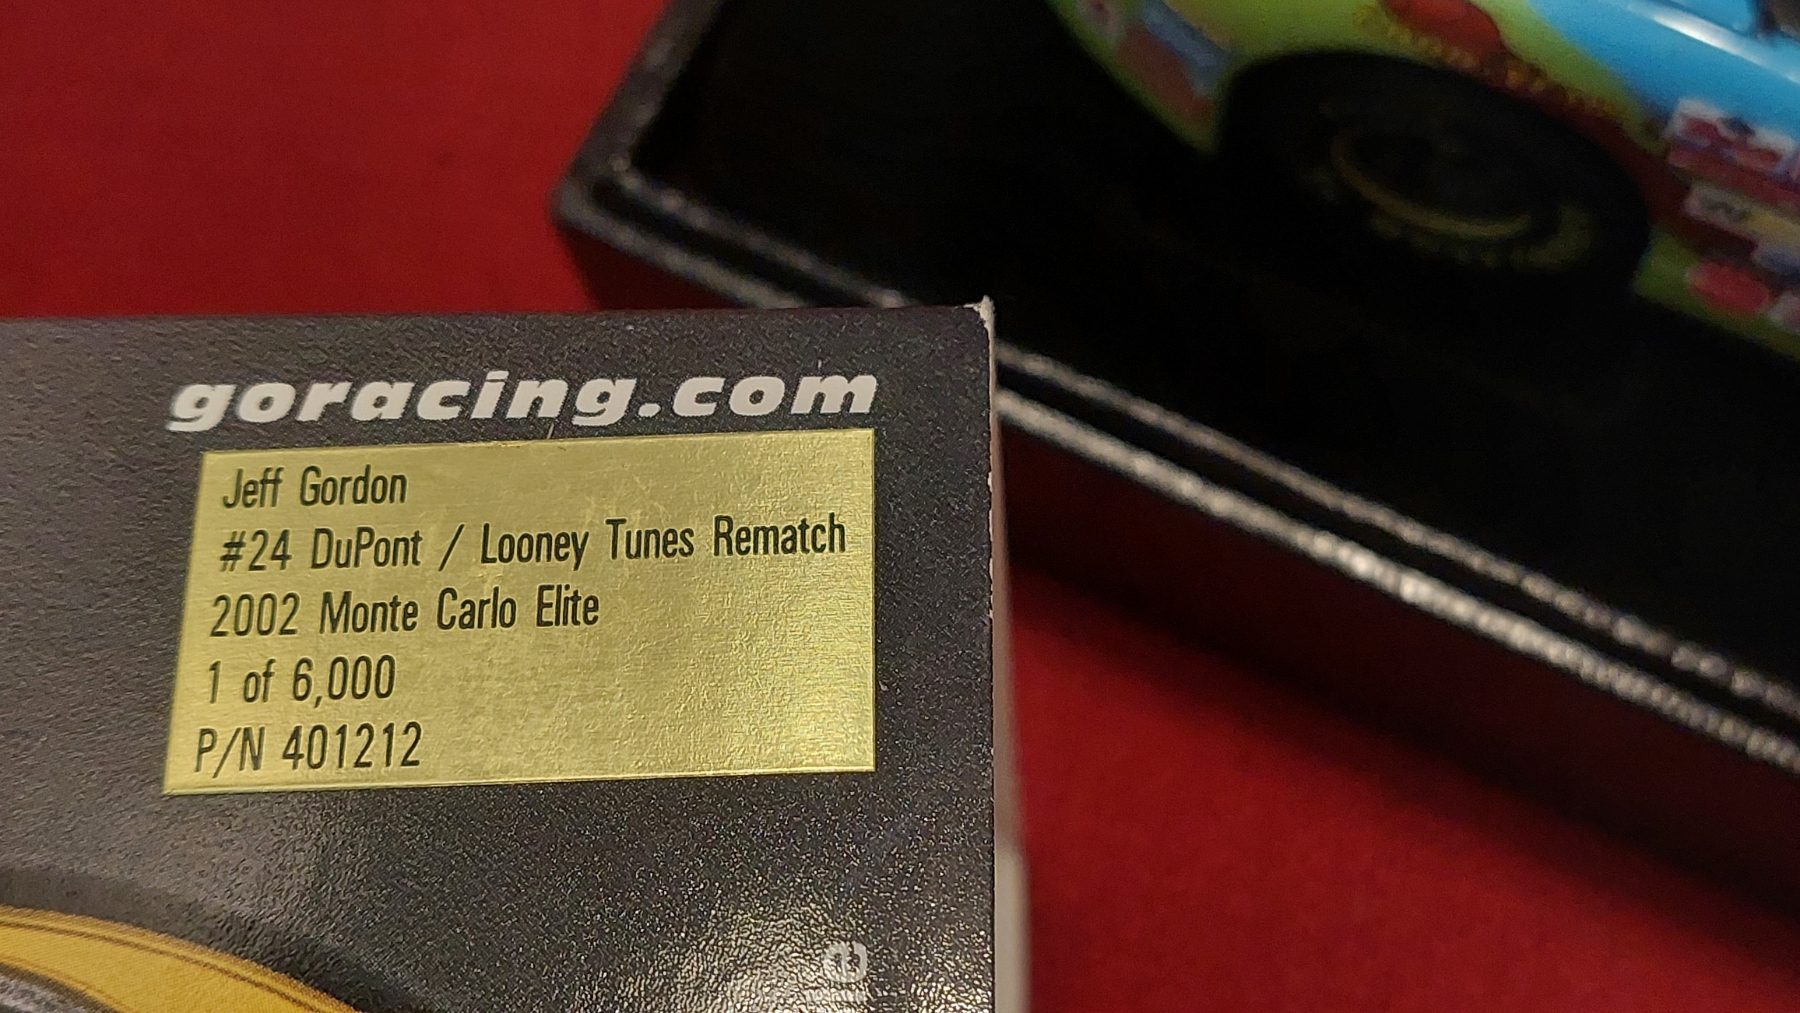 goracing.com
Jeff Gordon
#24 DuPont / Looney Tunes Rematch
2002 Monte Carlo Elite
1 of 6,000
P/N 401212